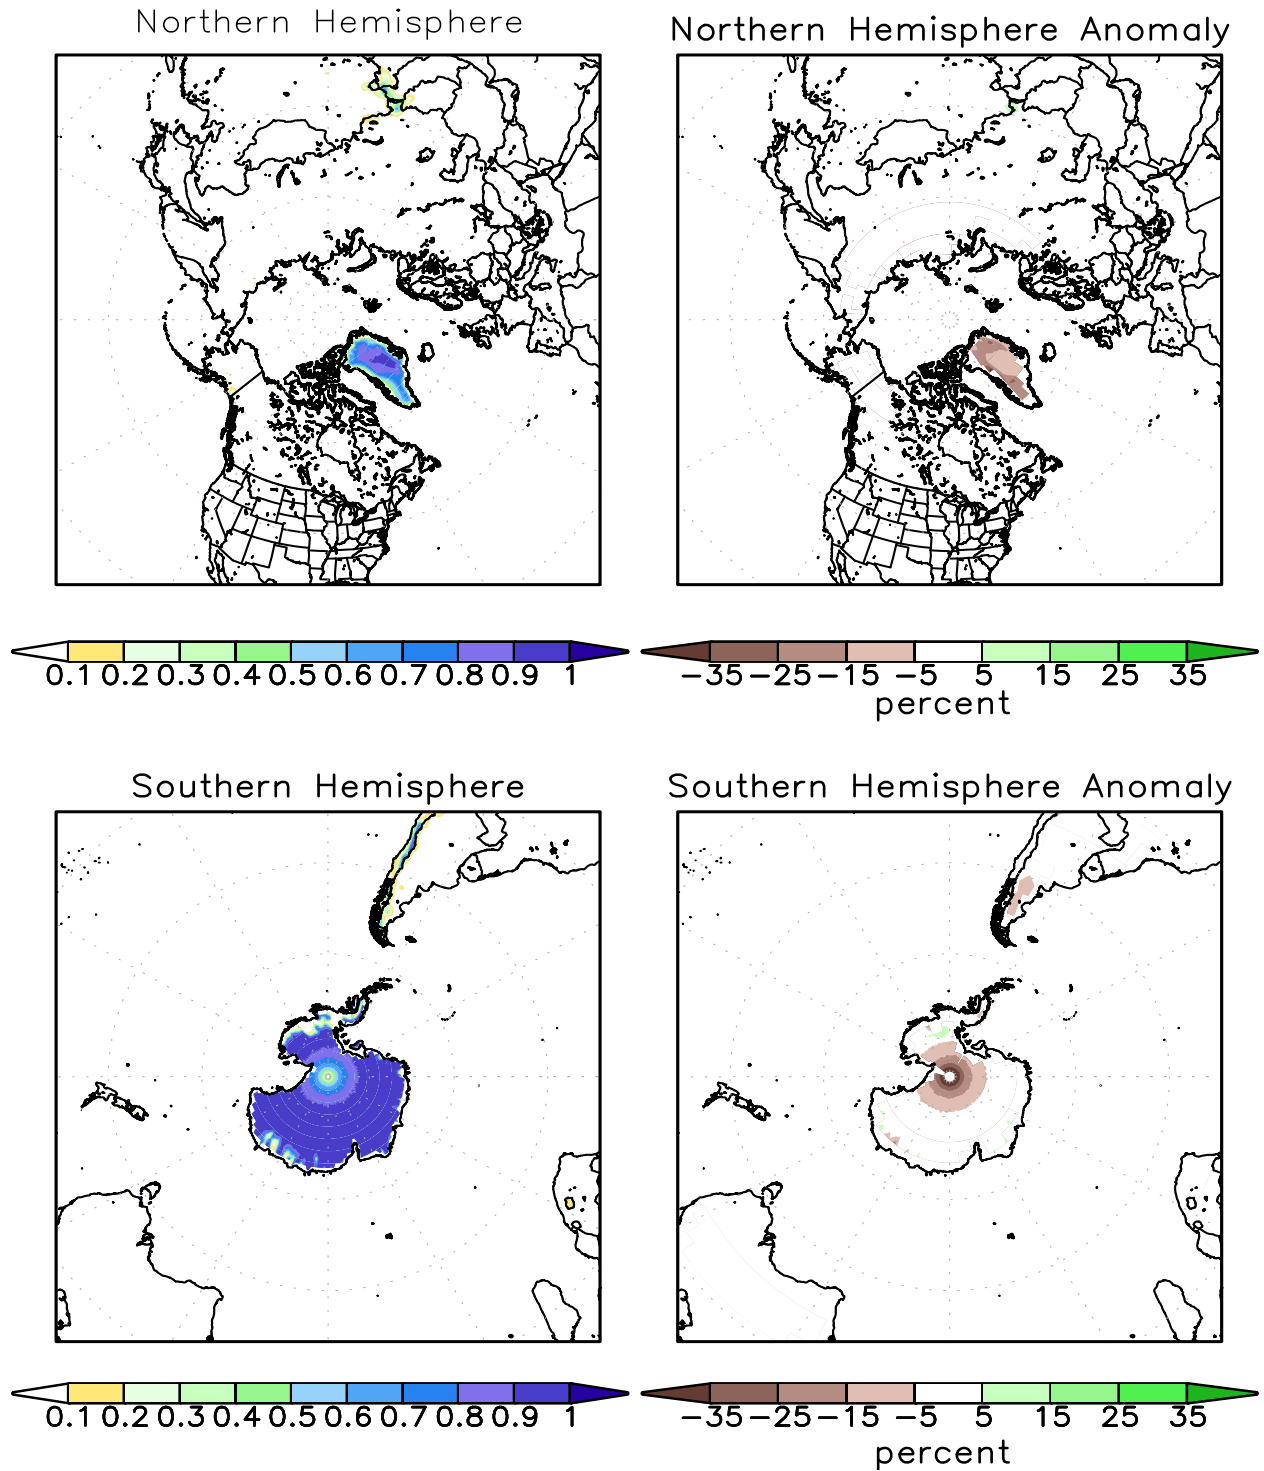 Northern Hemisphere
Northern Hemisphere Anomaly
0.1 0.2 0.3 0.4 0.5 0.6 0.7 0.8 0.9 1
-35 -25 -15 -5 5 15 25 35
percent
Southern Hemisphere
Southern Hemisphere Anomaly
0.1 0.2 0.3 0.4 0.5 0.6 0.7 0.8 0.9 1
-35 -25 -15 -5 5 15 25 35
percent